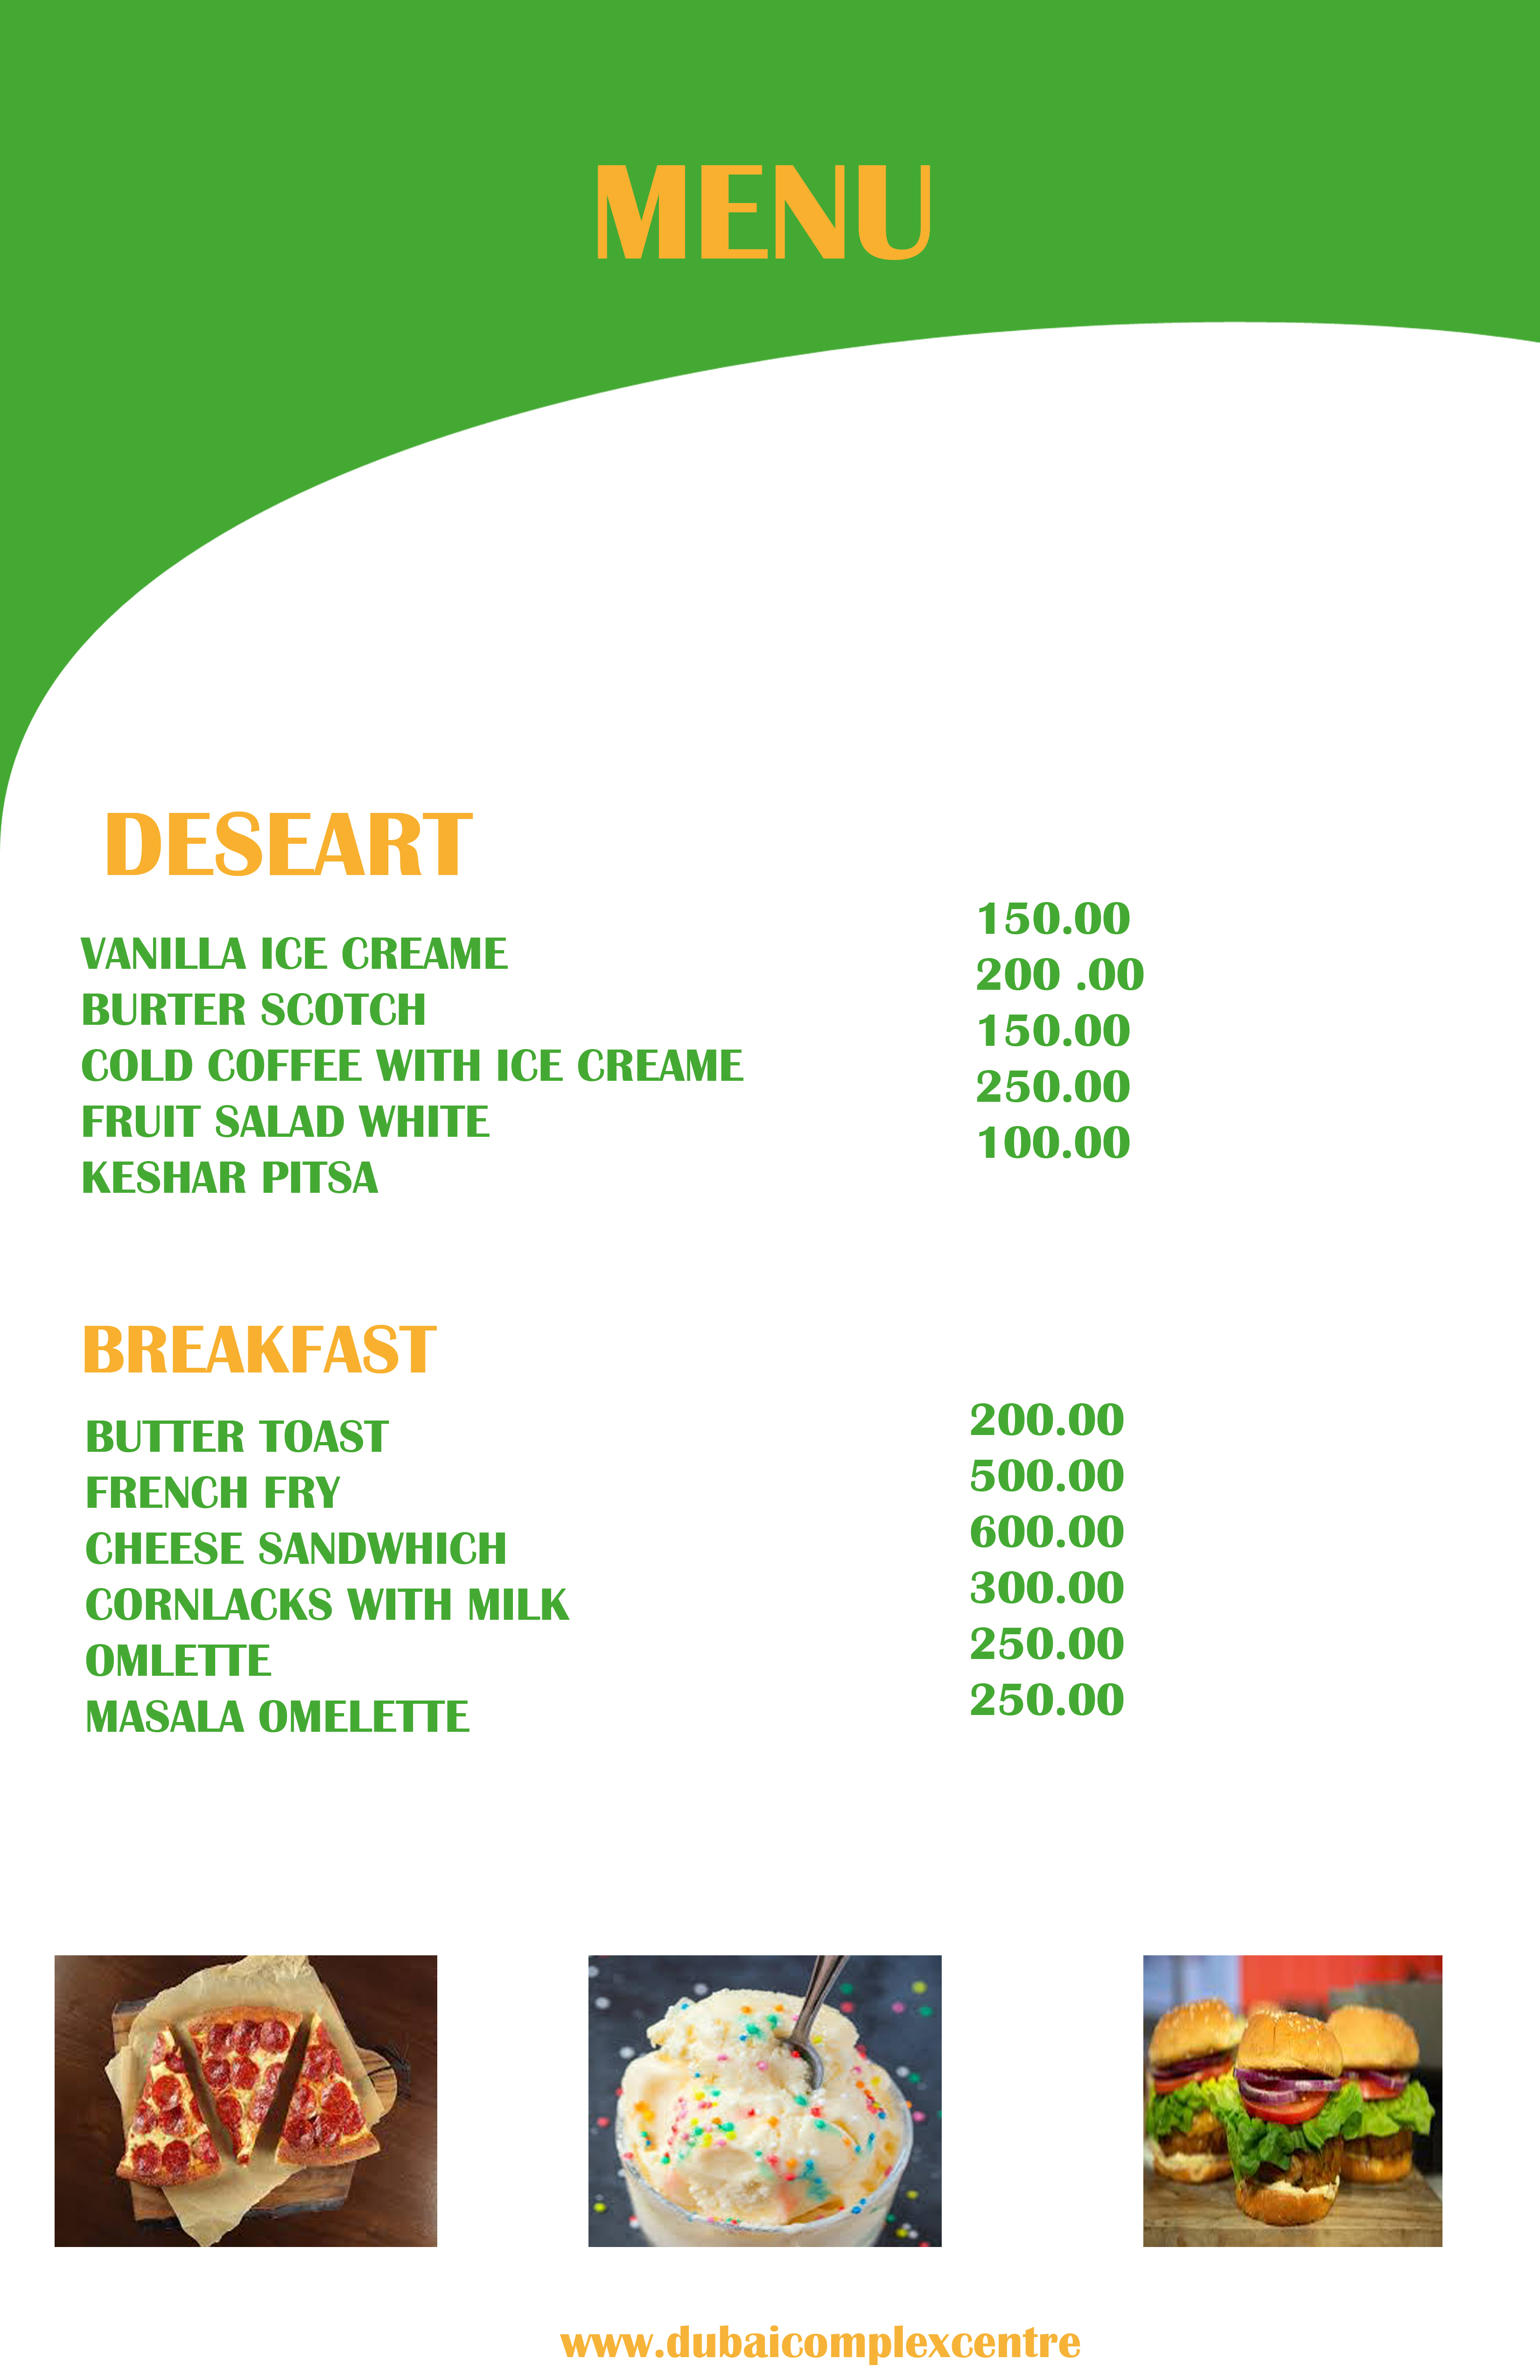 MENU
DESEART
VANILLA ICE CREAME 150.00
BURTER SCOTCH 200 .00
COLD COFFEE WITH ICE CREAME 150.00
FRUIT SALAD WHITE 250.00
KESHAR PITSA 100.00
BREAKFAST
BUTTER TOAST 200.00
FRENCH FRY 500.00
CHEESE SANDWHICH 600.00
CORNLACKS WITH MILK 300.00
OMLETTE 250.00
MASALA OMELETTE 250.00
www.dubaicomplexcentre